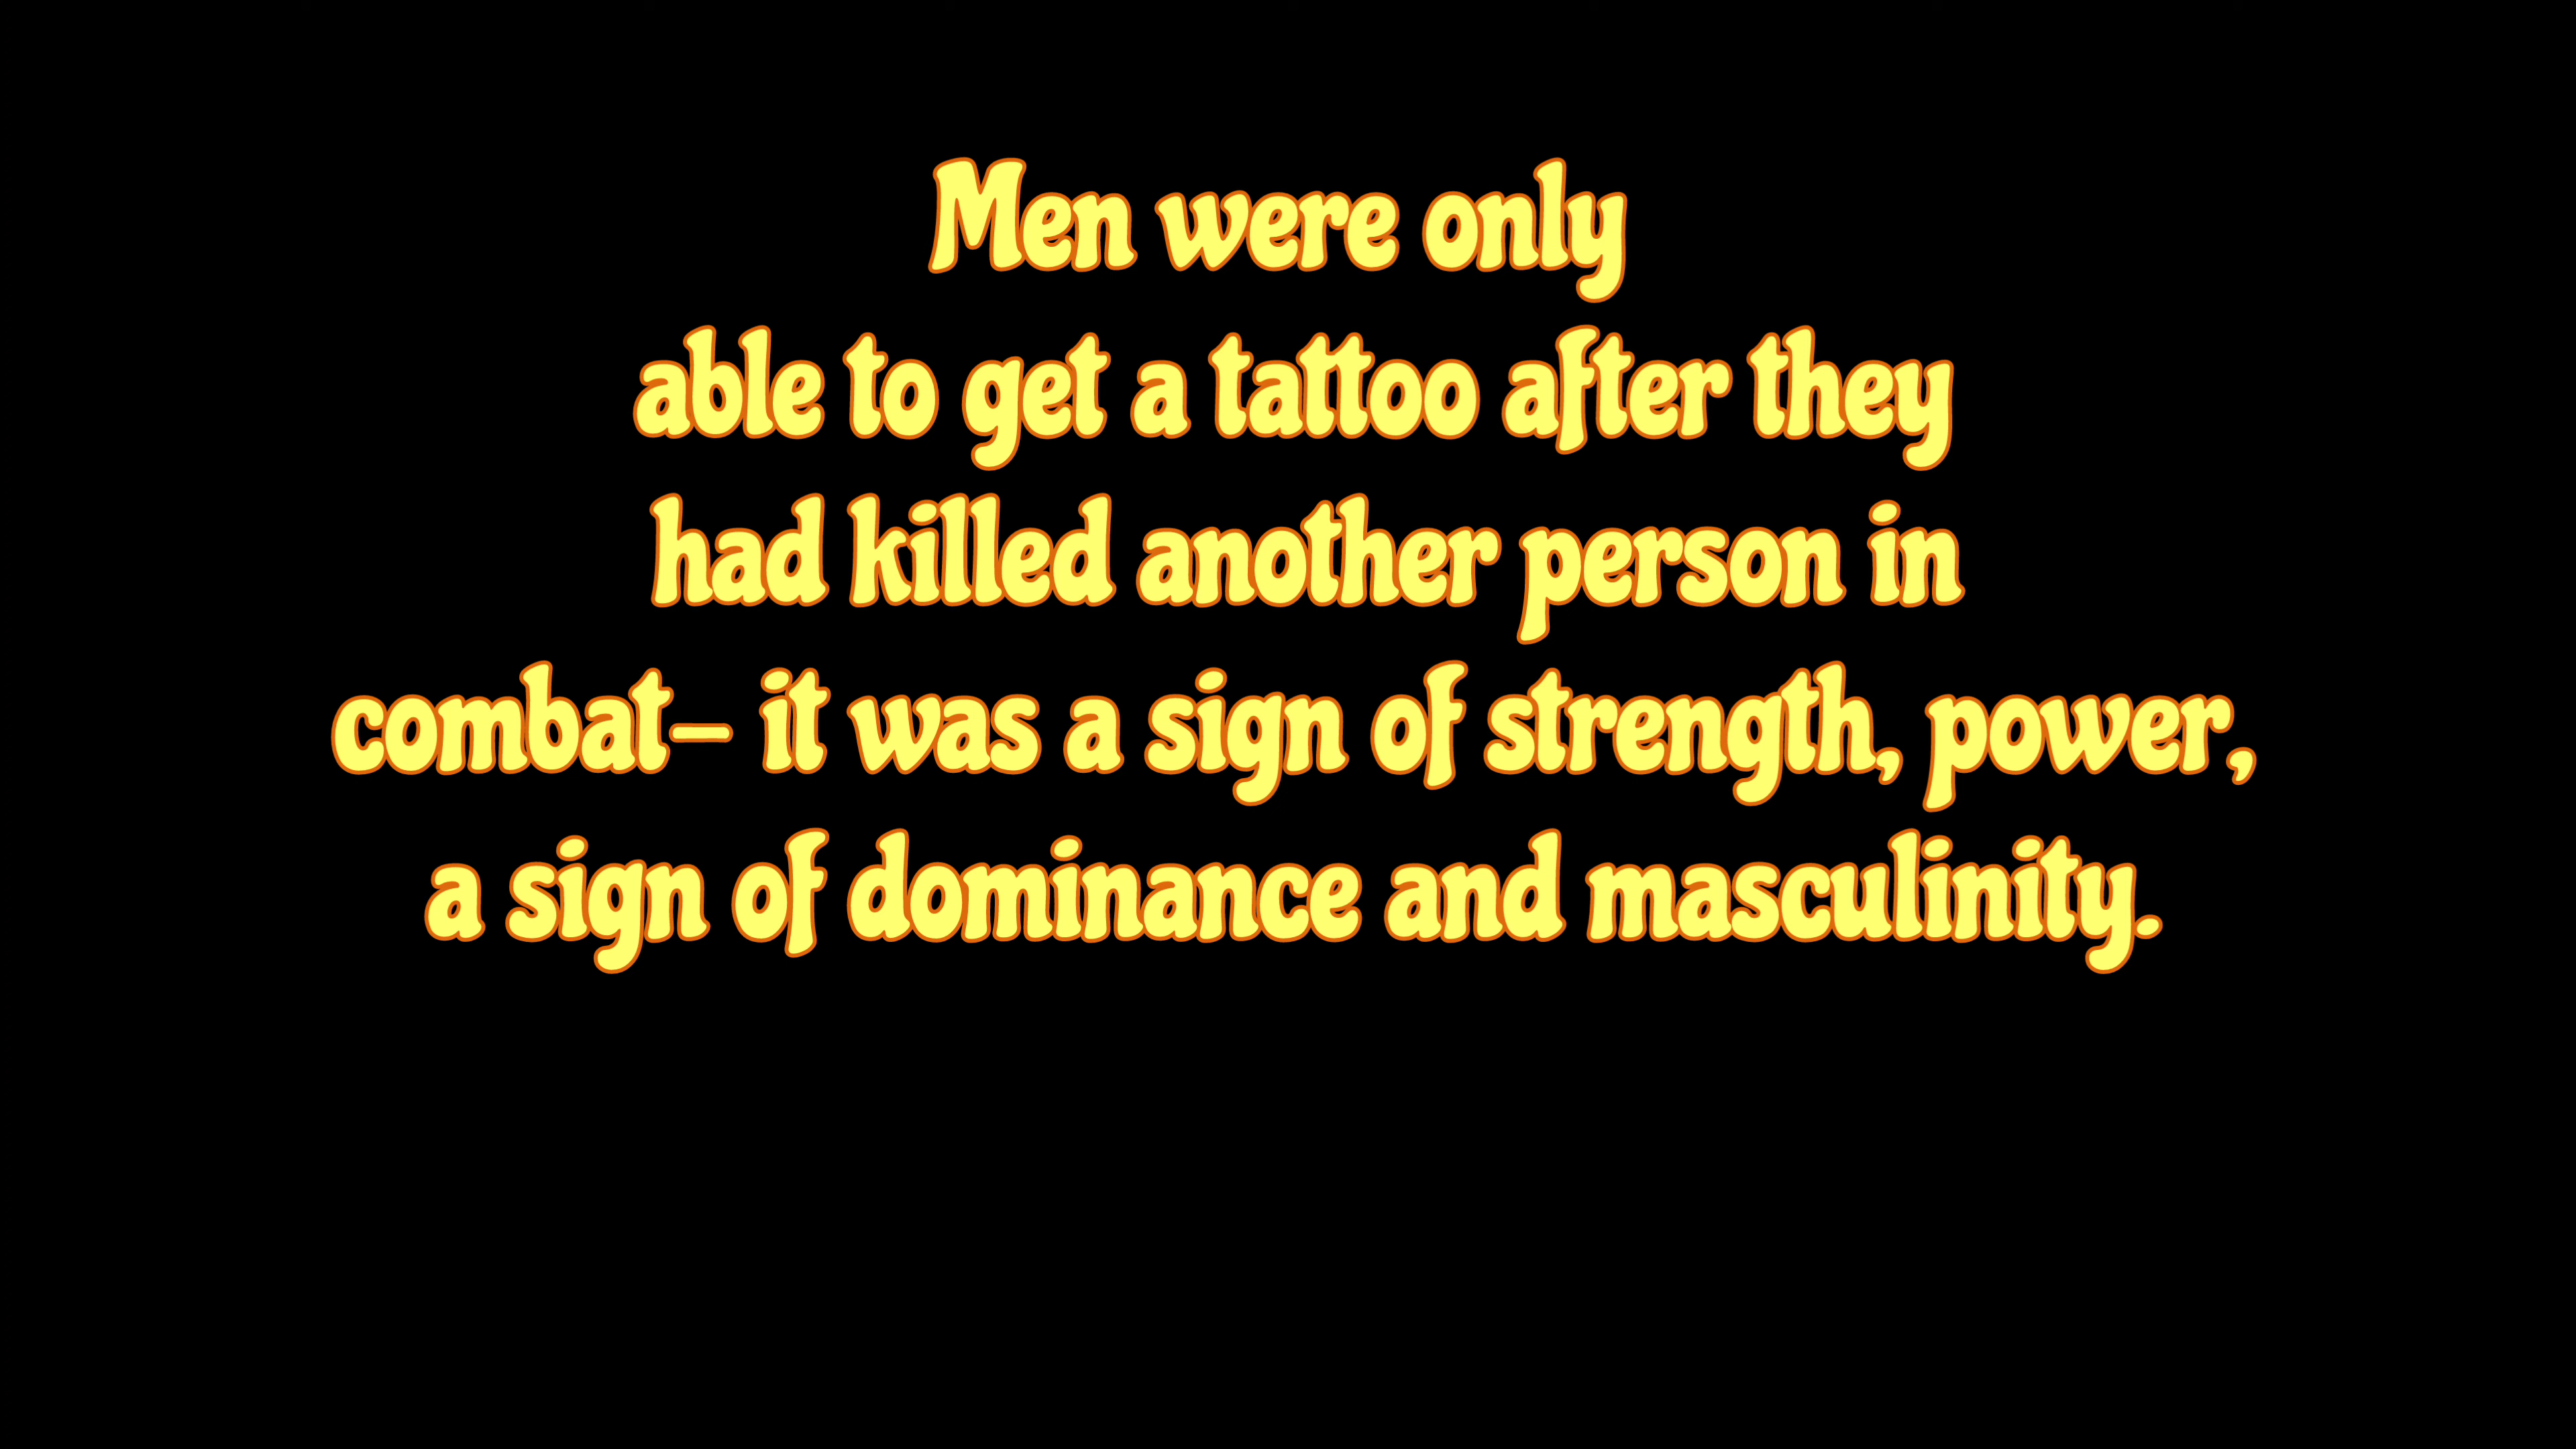 Men were only
able to get a tattoo after they
had killed another person in
combat– it was a sign of strength, power,
a sign of dominance and masculinity.